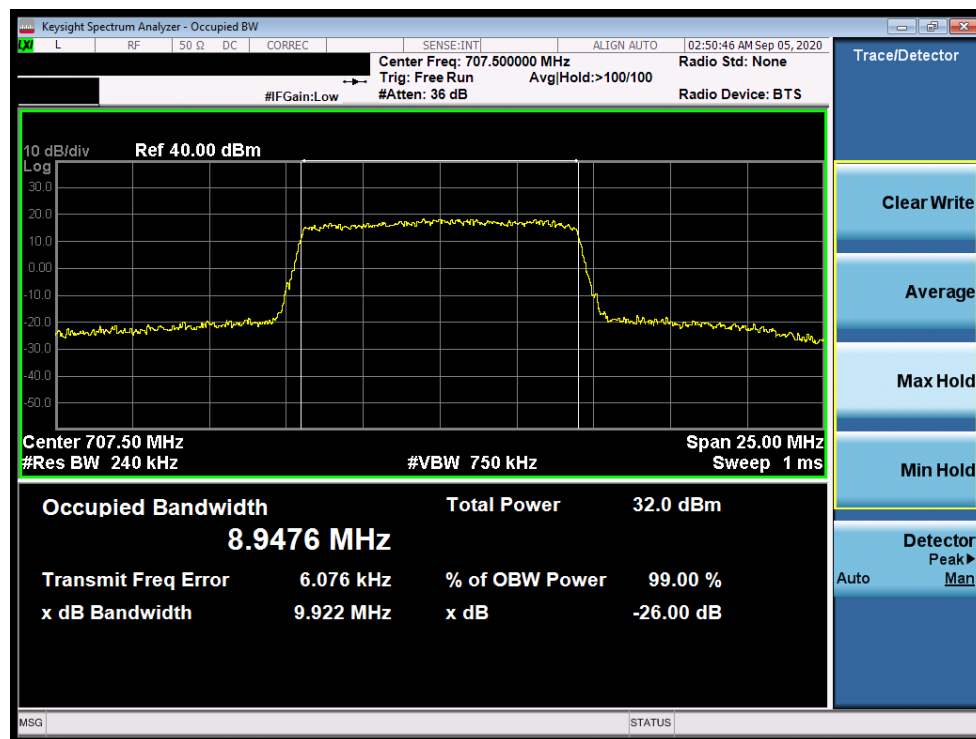 Keysight Spectrum Analyzer - Occupied BW
LXI L RF 50 Ω DC CORREC SENSE:INT ALIGN AUTO 02:50:46 AM Sep 05, 2020
Center Freq: 707.500000 MHz Radio Std: None
Trig: Free Run Avg|Hold:>100/100
#IFGain:Low #Atten: 36 dB Radio Device: BTS
10 dB/div Ref 40.00 dBm
Log
30.0
20.0
10.0
0.00
-10.0
-20.0
-30.0
-40.0
-50.0
Center 707.50 MHz Span 25.00 MHz
#Res BW 240 kHz #VBW 750 kHz Sweep 1 ms
Occupied Bandwidth Total Power 32.0 dBm
8.9476 MHz
Transmit Freq Error 6.076 kHz % of OBW Power 99.00 %
x dB Bandwidth 9.922 MHz x dB -26.00 dB
MSG STATUS
Trace/Detector
Clear Write
Average
Max Hold
Min Hold
Detector
Peak▶
Auto Man